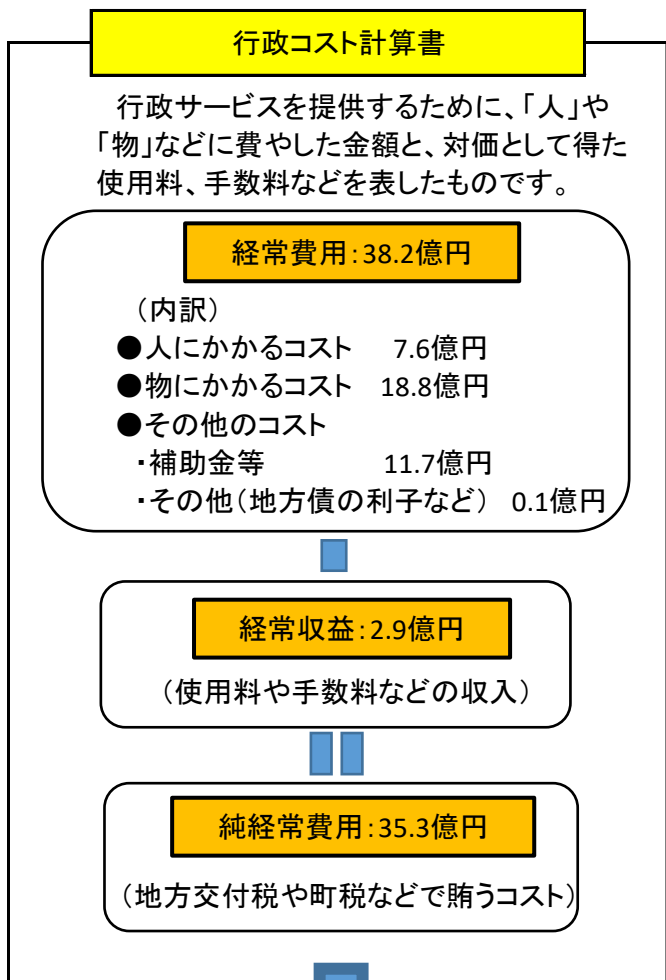 行政コスト計算書
行政サービスを提供するために、「人」や
「物」などに費やした金額と、対価として得た
使用料、手数料などを表したものです。
経常費用:38.2億円
（内訳）
●人にかかるコスト 7.6億円
●物にかかるコスト 18.8億円
●その他のコスト
・補助金等 11.7億円
・その他（地方債の利子など） 0.1億円
経常収益:2.9億円
（使用料や手数料などの収入）
純経常費用:35.3億円
（地方交付税や町税などで賄うコスト）